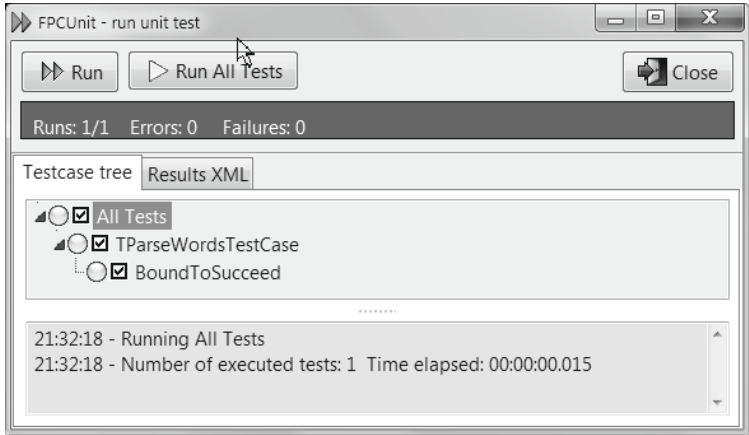 FPCUnit - run unit test
Run Run All Tests Close
Runs: 1/1 Errors: 0 Failures: 0
Testcase tree Results XML
All Tests
TParseWordsTestCase
BoundToSucceed
21:32:18 - Running All Tests
21:32:18 - Number of executed tests: 1 Time elapsed: 00:00:00.015